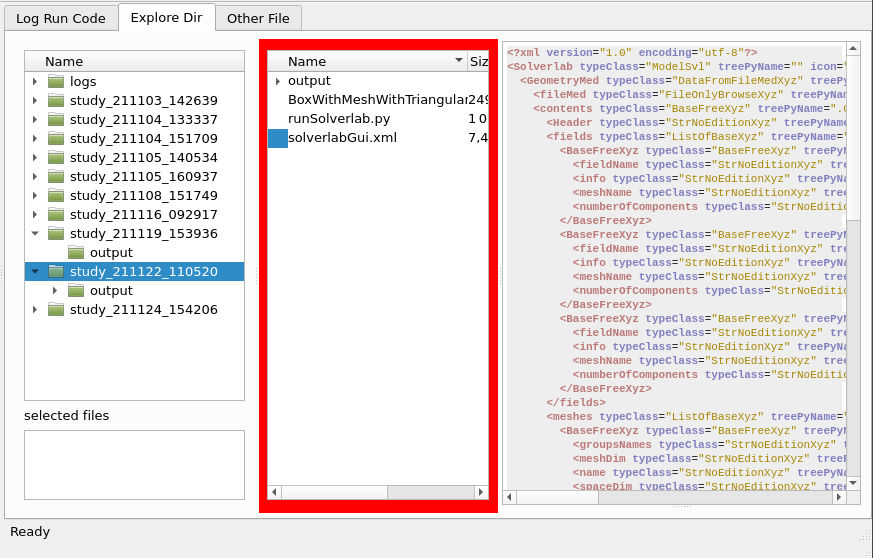 Log Run Code
Explore Dir
Other File
Name
logs
study_211103_142639
study_211104_133337
study_211104_151709
study_211105_140534
study_211105_160937
study_211108_151749
study_211116_092917
study_211119_153936
output
study_211122_110520
output
study_211124_154206
selected files
Name
Siz
output
BoxWithMeshWithTriangular249
runSolverlab.py 10
solverlabGui.xml 7,4
<?xml version="1.0" encoding="utf-8"?>
<Solverlab typeClass="ModelSvl" treePyName="" icon="
<GeometryMed typeClass="DataFromFileMedXyz" treePy
<fileMed typeClass="FileOnlyBrowseXyz" treePyName=
<contents typeClass="BaseFreeXyz" treePyName=".G
<Header typeClass="StrNoEditionXyz" treePyNam
<fields typeClass="ListOfBaseXyz" treePyName="
<BaseFreeXyz typeClass="BaseFreeXyz" treePyN
<fieldName typeClass="StrNoEditionXyz" tre
<info typeClass="StrNoEditionXyz" treePyNa
<meshName typeClass="StrNoEditionXyz" tree
<numberOfComponents typeClass="StrNoEditio
</BaseFreeXyz>
<BaseFreeXyz typeClass="BaseFreeXyz" treePyN
<fieldName typeClass="StrNoEditionXyz" tre
<info typeClass="StrNoEditionXyz" treePyNa
<meshName typeClass="StrNoEditionXyz" tree
<numberOfComponents typeClass="StrNoEditio
</BaseFreeXyz>
<BaseFreeXyz typeClass="BaseFreeXyz" treePyN
<fieldName typeClass="StrNoEditionXyz" tre
<info typeClass="StrNoEditionXyz" treePyNa
<meshName typeClass="StrNoEditionXyz" tree
<numberOfComponents typeClass="StrNoEditio
</BaseFreeXyz>
</fields>
<meshes typeClass="ListOfBaseXyz" treePyName="
<BaseFreeXyz typeClass="BaseFreeXyz" treePyN
<groupsNames typeClass="StrNoEditionXyz" t
<meshDim typeClass="StrNoEditionXyz" treeP
<name typeClass="StrNoEditionXyz" treePyNa
<spaceDim typeClass="StrNoEditionXyz" tree
Ready